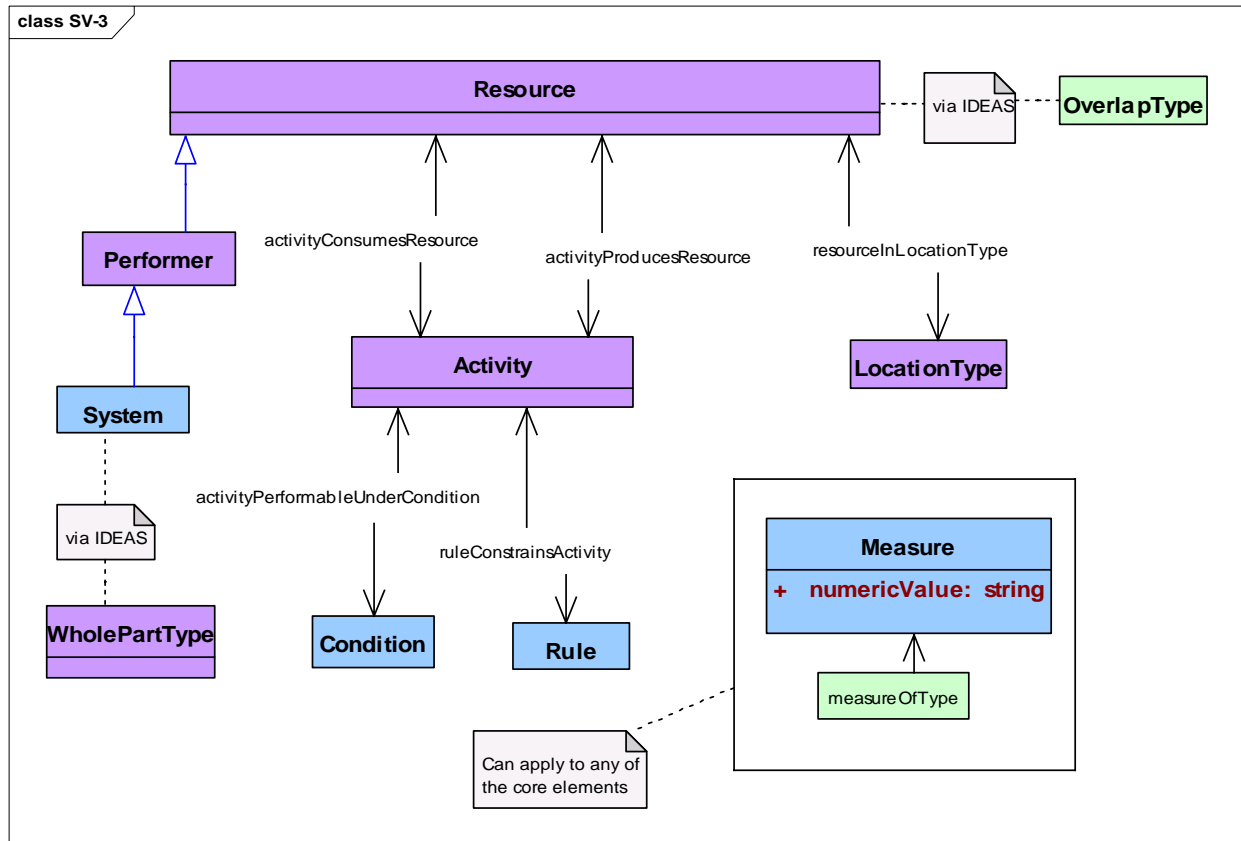 class SV-3
Resource
via IDEAS
OverlapType
Performer
activityConsumesResource
activityProducesResource
resourceInLocationType
Activity
LocationType
System
activityPerformableUnderCondition
via IDEAS
ruleConstrainsActivity
WholePartType
Condition
Rule
Measure
+ numericValue: string
measureOfType
Can apply to any of
the core elements